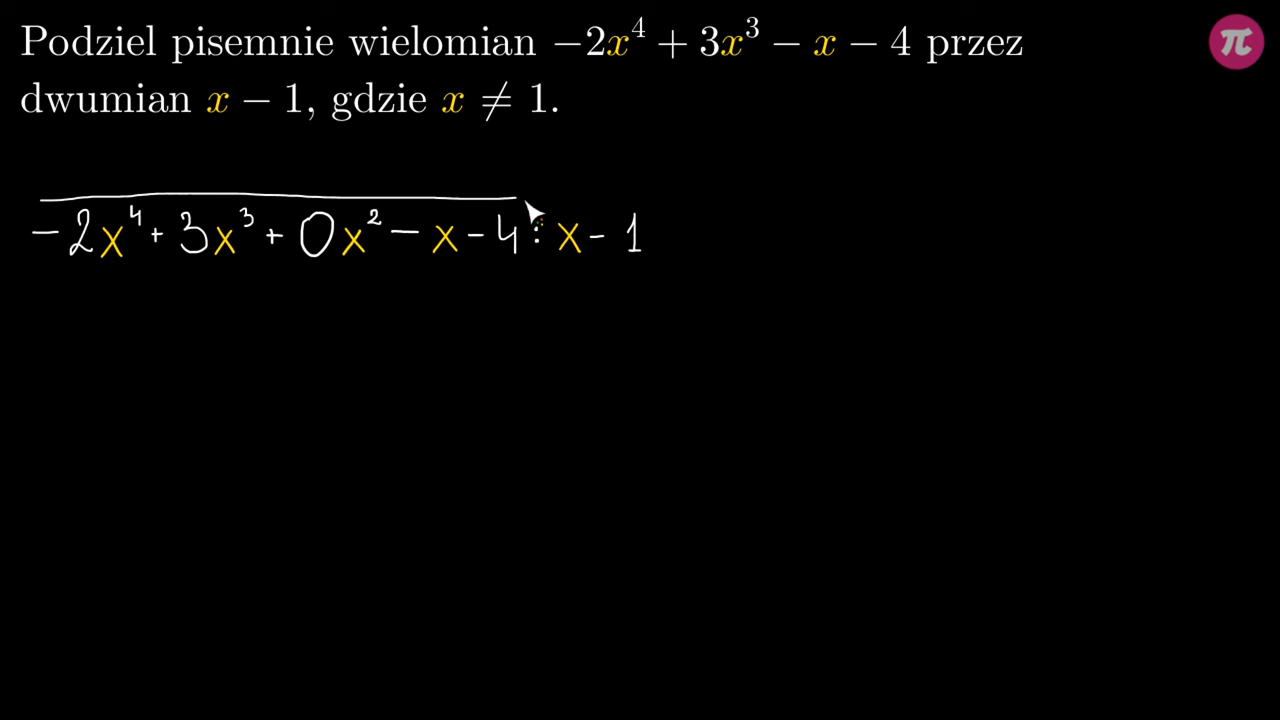 Podziel pisemnie wielomian −2x⁴ + 3x³ − x − 4 przez
dwumian x − 1, gdzie x ≠ 1.
π
−2x⁴ + 3x³ + 0x² − x − 4 : x − 1